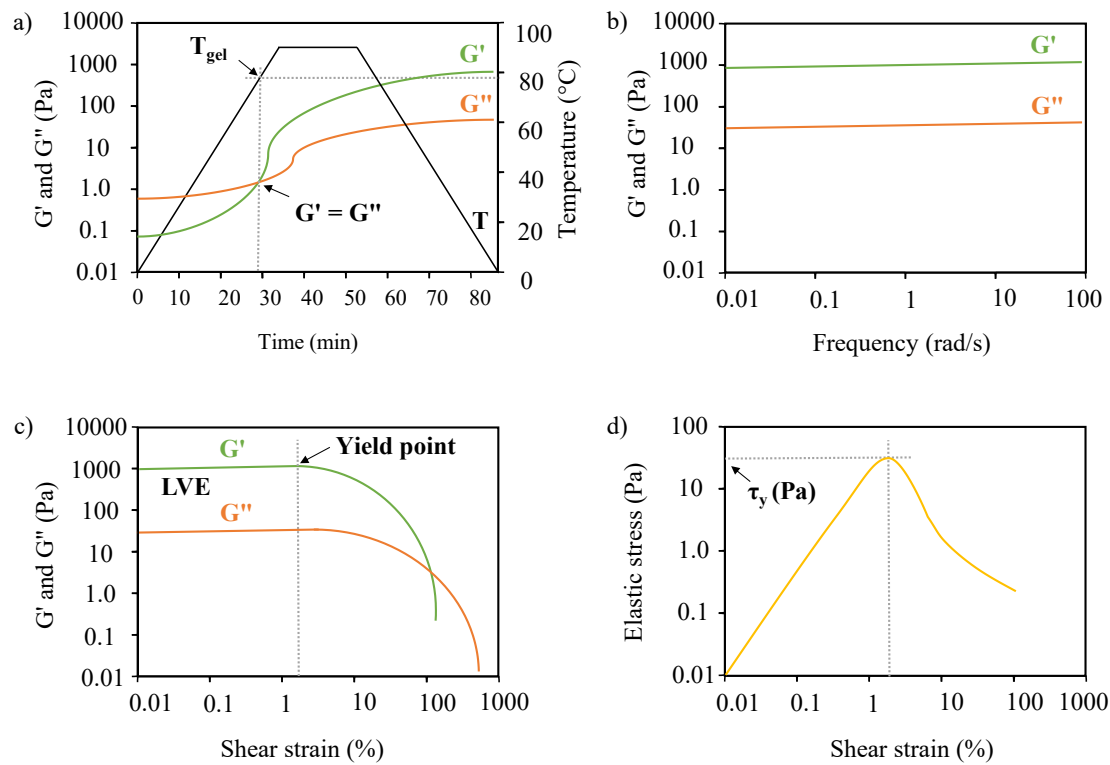 a)
10000
1000
100
10
1.0
0.1
0.01
G' and G" (Pa)
T_gel
G'
G"
G' = G"
T
100
80
60
40
20
0
Temperature (°C)
0 10 20 30 40 50 60 70 80
Time (min)
b)
10000
1000
100
10
1.0
0.1
0.01
G' and G" (Pa)
G'
G"
0.01 0.1 1 10 100
Frequency (rad/s)
c)
10000
1000
100
10
1.0
0.1
0.01
G' and G" (Pa)
G'
Yield point
LVE
G"
0.01 0.1 1 10 100 1000
Shear strain (%)
d)
100
10
1.0
0.1
0.01
Elastic stress (Pa)
τ_y (Pa)
0.01 0.1 1 10 100 1000
Shear strain (%)